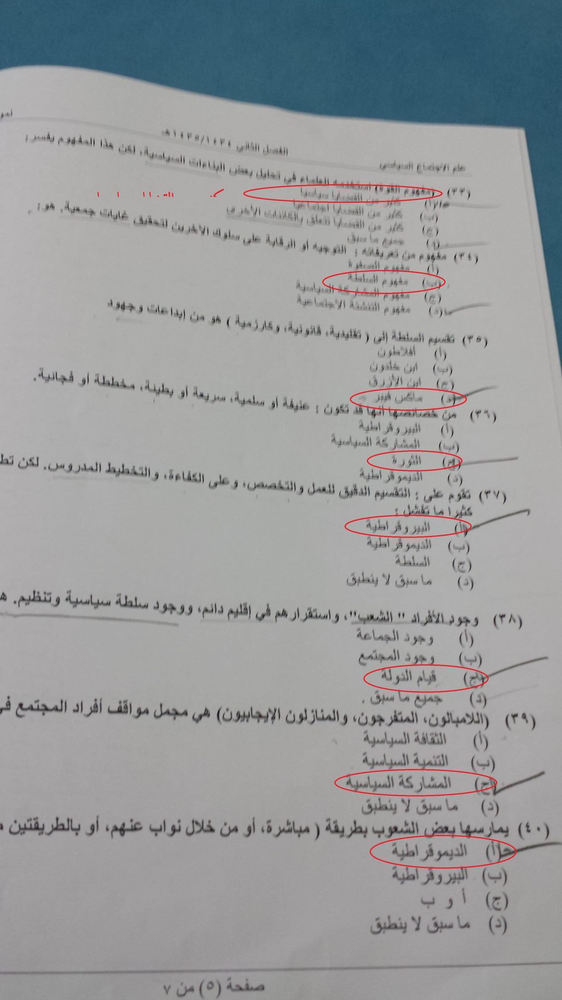 الفصل الثاني ١٤٣٥/١٤٣٤هـ
علم الاجتماع السياسي
(٣٣) (مفهوم القوة) استخدمه العلماء في تحليل بعض البناءات السياسية، لكن هذا المفهوم يفسر:
(أ) كثير من القضايا سياسيا
(ب) كثير من القضايا اجتماعيا
(ج) كثير من القضايا تتعلق بالكائنات الأخرى
(د) جميع ما سبق
(٣٤) مفهوم من تعريفاته : التوجيه أو الرقابة على سلوك الآخرين لتحقيق غايات جمعية. هو:
(أ) مفهوم الصفوة
(ب) مفهوم السلطة
(ج) مفهوم المشاركة السياسية
(د) مفهوم التنشئة الاجتماعية
(٣٥) تقسيم السلطة إلى ( تقليدية، قانونية، وكارزمية ) هو من إبداعات وجهود
(أ) أفلاطون
(ب) ابن خلدون
(ج) ابن الأزرق
(د) ماكس فيبر
(٣٦) من خصائصها أنها قد تكون : عنيفة أو سلمية، سريعة أو بطيئة، مخططة أو فجائية.
(أ) البيروقراطية
(ب) المشاركة السياسية
(ج) الثورة
(د) الديموقراطية
(٣٧) تقوم على : التقسيم الدقيق للعمل والتخصص، وعلى الكفاءة، والتخطيط المدروس. لكن
كثيرا ما تفشل :
(أ) البيروقراطية
(ب) الديموقراطية
(ج) السلطة
(د) ما سبق لا ينطبق
(٣٨) وجود الأفراد " الشعب"، واستقرارهم في إقليم دائم، ووجود سلطة سياسية وتنظيم.
(أ) وجود الجماعة
(ب) وجود المجتمع
(ج) قيام الدولة
(د) جميع ما سبق .
(٣٩) (اللامبالون، المتفرجون، والمنازلون الإيجابيون) هي مجمل مواقف أفراد المجتمع في
(أ) الثقافة السياسية
(ب) التنمية السياسية
(ج) المشاركة السياسية
(د) ما سبق لا ينطبق
(٤٠) يمارسها بعض الشعوب بطريقة ( مباشرة، أو من خلال نواب عنهم، أو بالطريقتين
(أ) الديموقراطية
(ب) البيروقراطية
(ج) أ و ب
(د) ما سبق لا ينطبق
صفحة (٥) من ٧